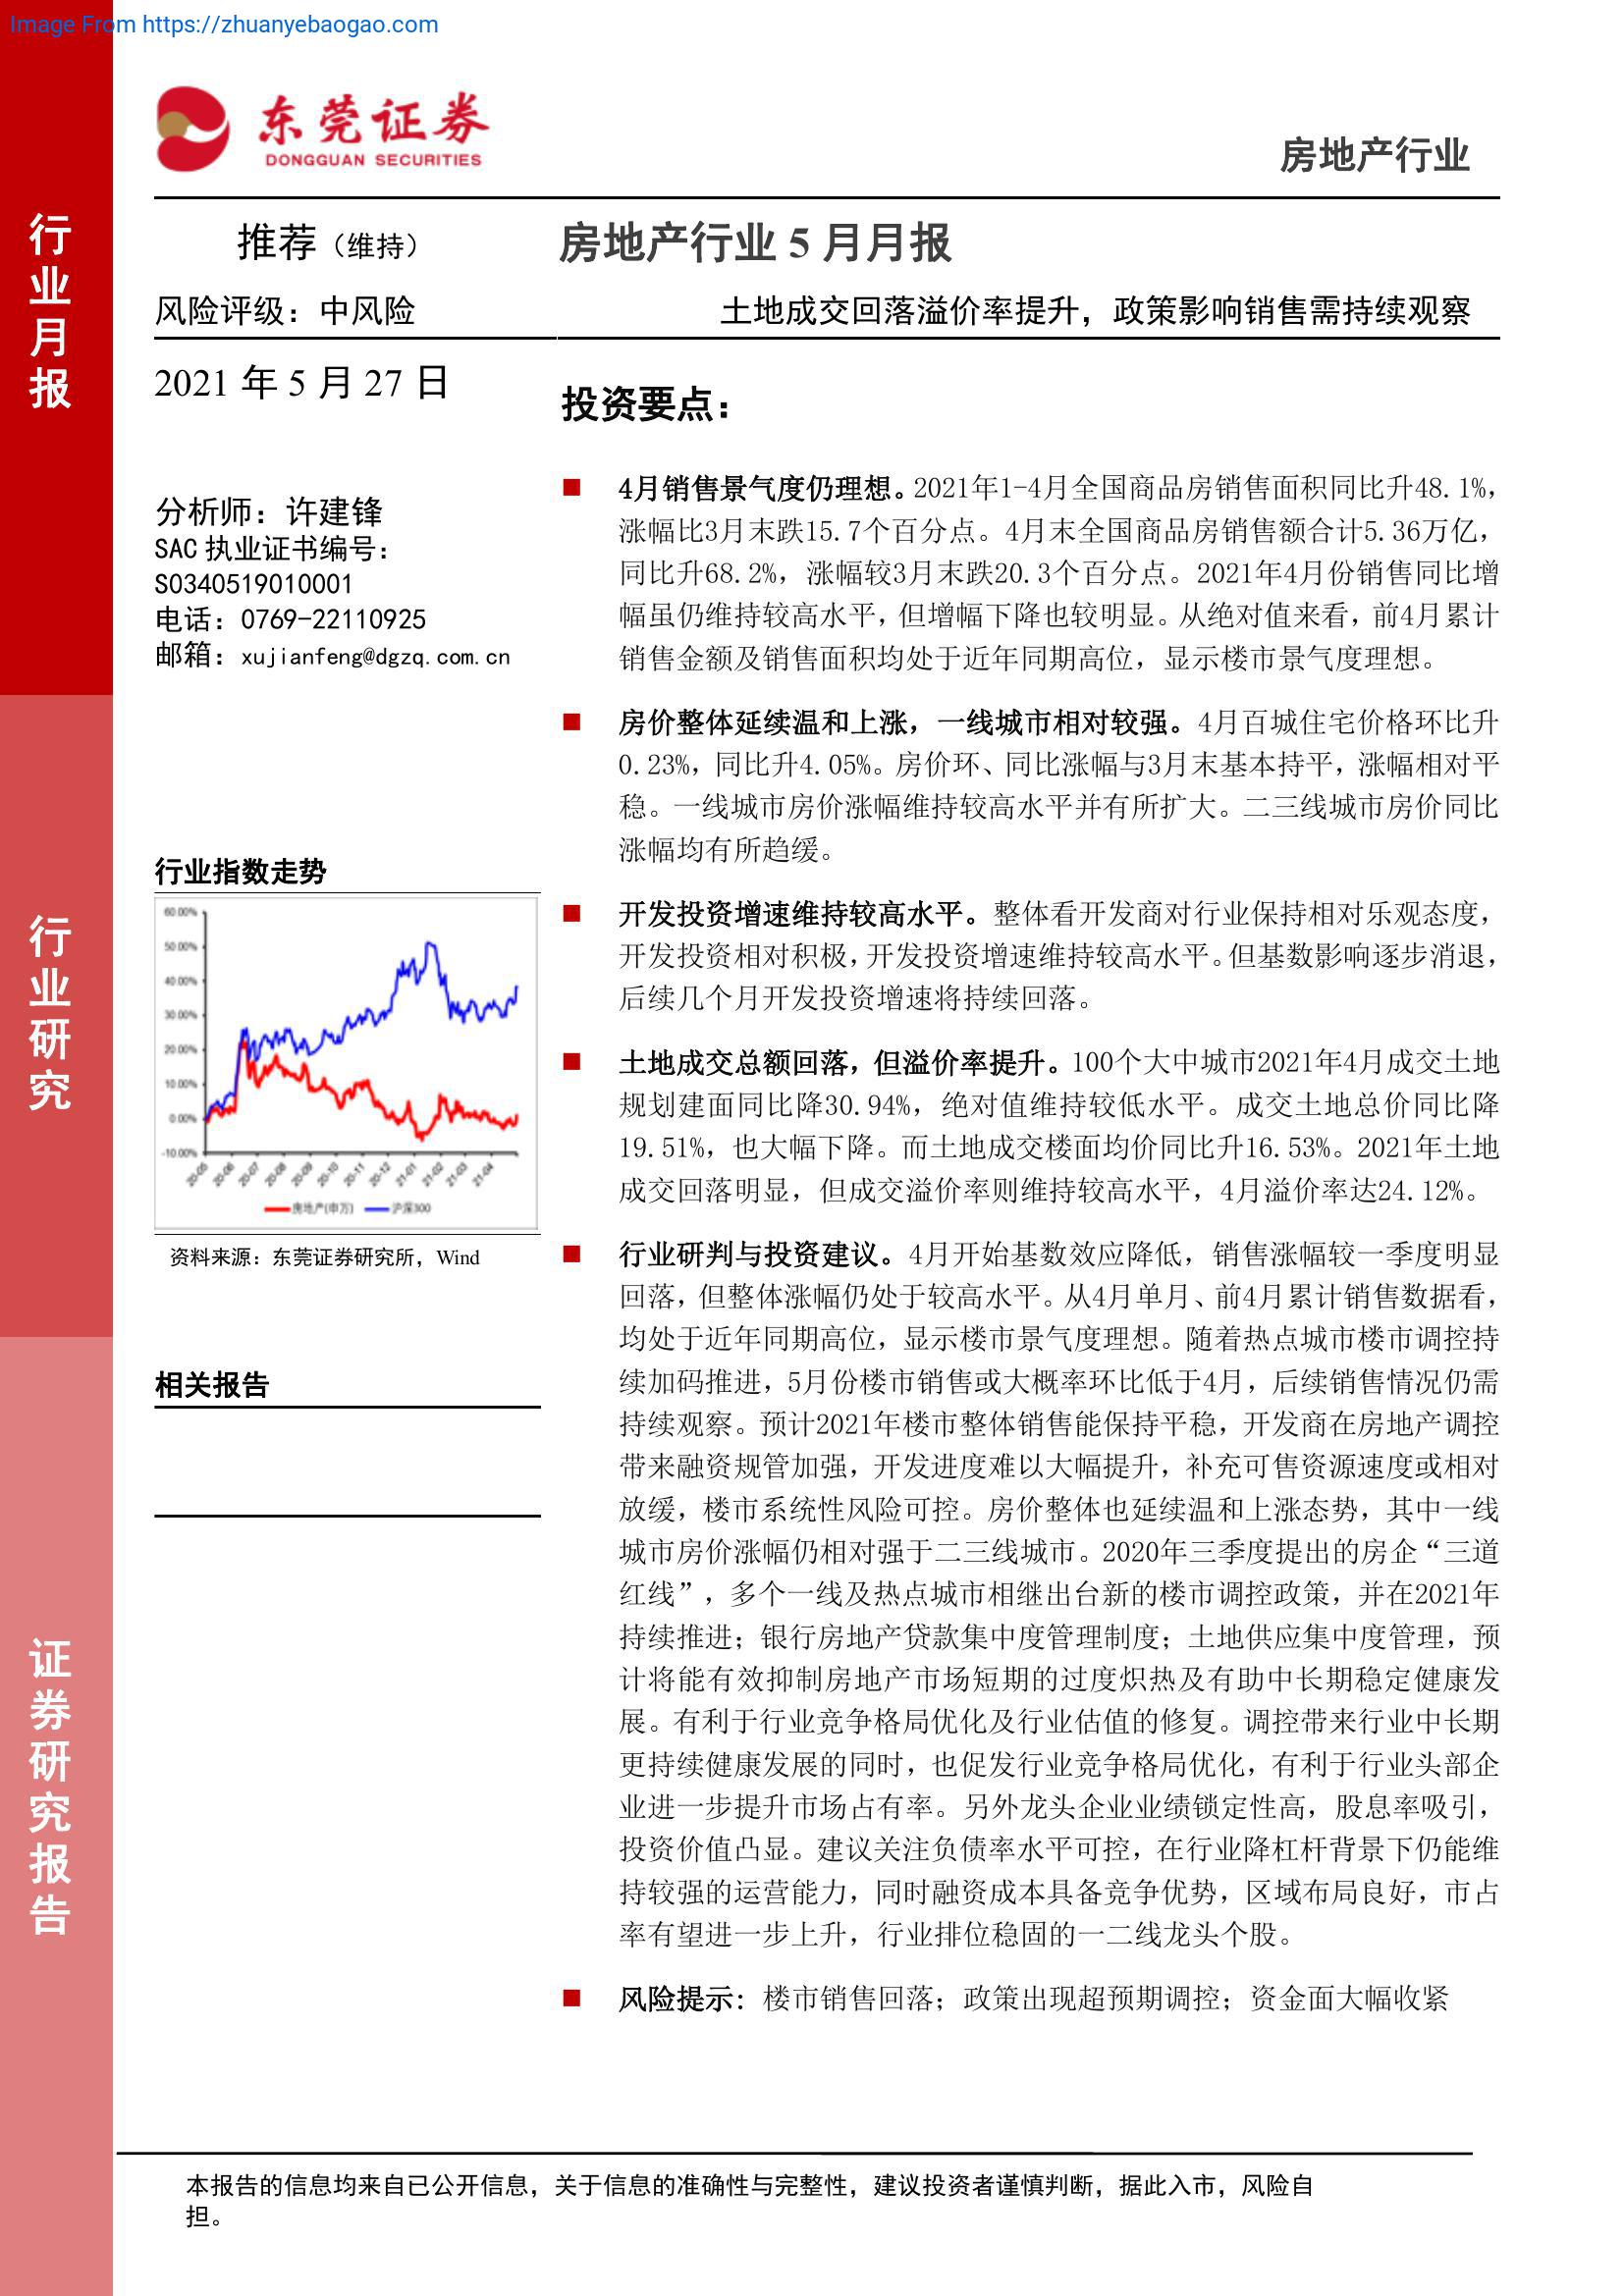 Image From https://zhuanyebaogao.com
东莞证券
DONGGUAN SECURITIES
房地产行业
行业月报
行业研究
证券研究报告
推荐（维持）
风险评级：中风险
2021 年 5 月 27 日
分析师：许建锋
SAC 执业证书编号：
S0340519010001
电话：0769-22110925
邮箱：xujianfeng@dgzq.com.cn
行业指数走势
60.00%
50.00%
40.00%
30.00%
20.00%
10.00%
0.00%
-10.00%
20-05
20-06
20-07
20-08
20-09
20-10
20-11
20-12
21-01
21-02
21-03
21-04
房地产(申万) 沪深300
资料来源：东莞证券研究所，Wind
相关报告
房地产行业 5 月月报
土地成交回落溢价率提升，政策影响销售需持续观察
投资要点：
■ 4月销售景气度仍理想。2021年1-4月全国商品房销售面积同比升48.1%，
涨幅比3月末跌15.7个百分点。4月末全国商品房销售额合计5.36万亿，
同比升68.2%，涨幅较3月末跌20.3个百分点。2021年4月份销售同比增
幅虽仍维持较高水平，但增幅下降也较明显。从绝对值来看，前4月累计
销售金额及销售面积均处于近年同期高位，显示楼市景气度理想。
■ 房价整体延续温和上涨，一线城市相对较强。4月百城住宅价格环比升
0.23%，同比升4.05%。房价环、同比涨幅与3月末基本持平，涨幅相对平
稳。一线城市房价涨幅维持较高水平并有所扩大。二三线城市房价同比
涨幅均有所趋缓。
■ 开发投资增速维持较高水平。整体看开发商对行业保持相对乐观态度，
开发投资相对积极，开发投资增速维持较高水平。但基数影响逐步消退，
后续几个月开发投资增速将持续回落。
■ 土地成交总额回落，但溢价率提升。100个大中城市2021年4月成交土地
规划建面同比降30.94%，绝对值维持较低水平。成交土地总价同比降
19.51%，也大幅下降。而土地成交楼面均价同比升16.53%。2021年土地
成交回落明显，但成交溢价率则维持较高水平，4月溢价率达24.12%。
■ 行业研判与投资建议。4月开始基数效应降低，销售涨幅较一季度明显
回落，但整体涨幅仍处于较高水平。从4月单月、前4月累计销售数据看，
均处于近年同期高位，显示楼市景气度理想。随着热点城市楼市调控持
续加码推进，5月份楼市销售或大概率环比低于4月，后续销售情况仍需
持续观察。预计2021年楼市整体销售能保持平稳，开发商在房地产调控
带来融资规管加强，开发进度难以大幅提升，补充可售资源速度或相对
放缓，楼市系统性风险可控。房价整体也延续温和上涨态势，其中一线
城市房价涨幅仍相对强于二三线城市。2020年三季度提出的房企“三道
红线”，多个一线及热点城市相继出台新的楼市调控政策，并在2021年
持续推进；银行房地产贷款集中度管理制度；土地供应集中度管理，预
计将能有效抑制房地产市场短期的过度炽热及有助中长期稳定健康发
展。有利于行业竞争格局优化及行业估值的修复。调控带来行业中长期
更持续健康发展的同时，也促发行业竞争格局优化，有利于行业头部企
业进一步提升市场占有率。另外龙头企业业绩锁定性高，股息率吸引，
投资价值凸显。建议关注负债率水平可控，在行业降杠杆背景下仍能维
持较强的运营能力，同时融资成本具备竞争优势，区域布局良好，市占
率有望进一步上升，行业排位稳固的一二线龙头个股。
■ 风险提示：楼市销售回落；政策出现超预期调控；资金面大幅收紧
本报告的信息均来自已公开信息，关于信息的准确性与完整性，建议投资者谨慎判断，据此入市，风险自
担。